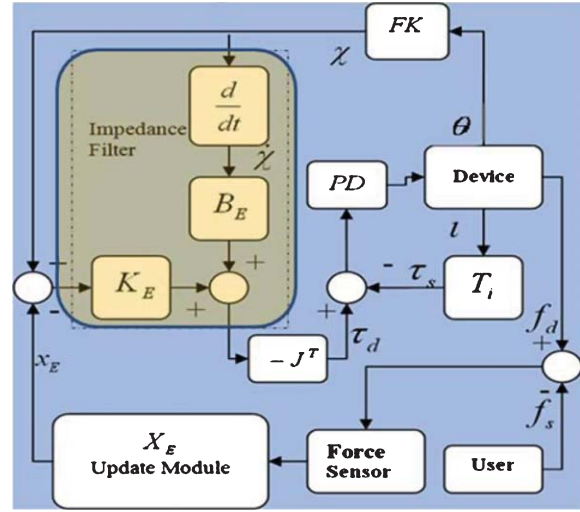 FK
χ
d
dt
θ
Impedance
Filter
χ̇
PD
Device
B_E
ι
+
-
τ_s
T_i
+
-
K_E
+
+
τ_d
f_d
+
-
x_E
- J^T
f_s
X_E
Update Module
Force
Sensor
User